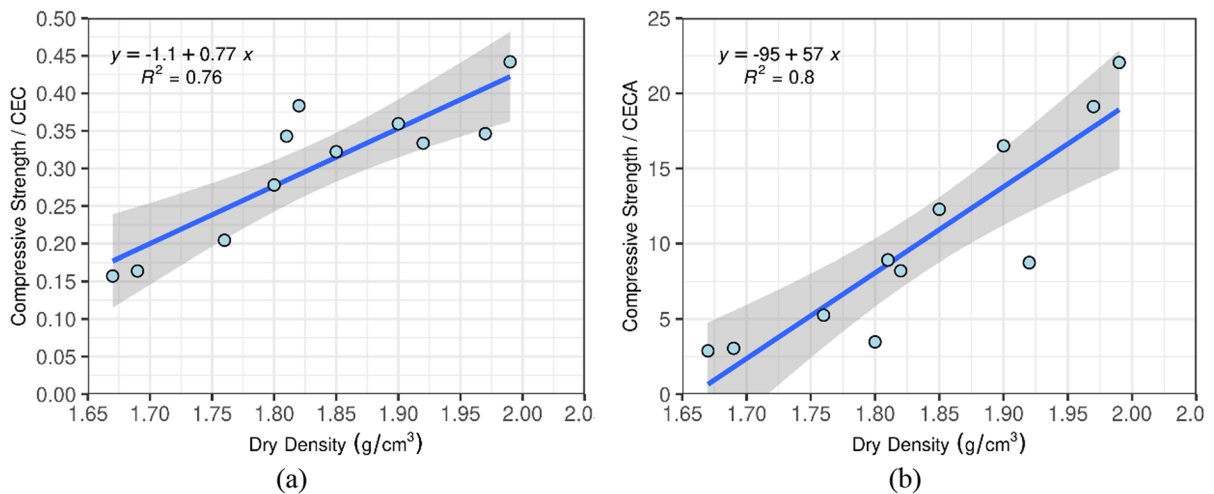 y = -1.1 + 0.77 x
R² = 0.76
Compressive Strength / CEC
0.50
0.45
0.40
0.35
0.30
0.25
0.20
0.15
0.10
0.05
0.00
1.65 1.70 1.75 1.80 1.85 1.90 1.95 2.00 2.0
Dry Density (g/cm³)
(a)
y = -95 + 57 x
R² = 0.8
Compressive Strength / CECA
25
20
15
10
5
0
1.65 1.70 1.75 1.80 1.85 1.90 1.95 2.00 2.0
Dry Density (g/cm³)
(b)